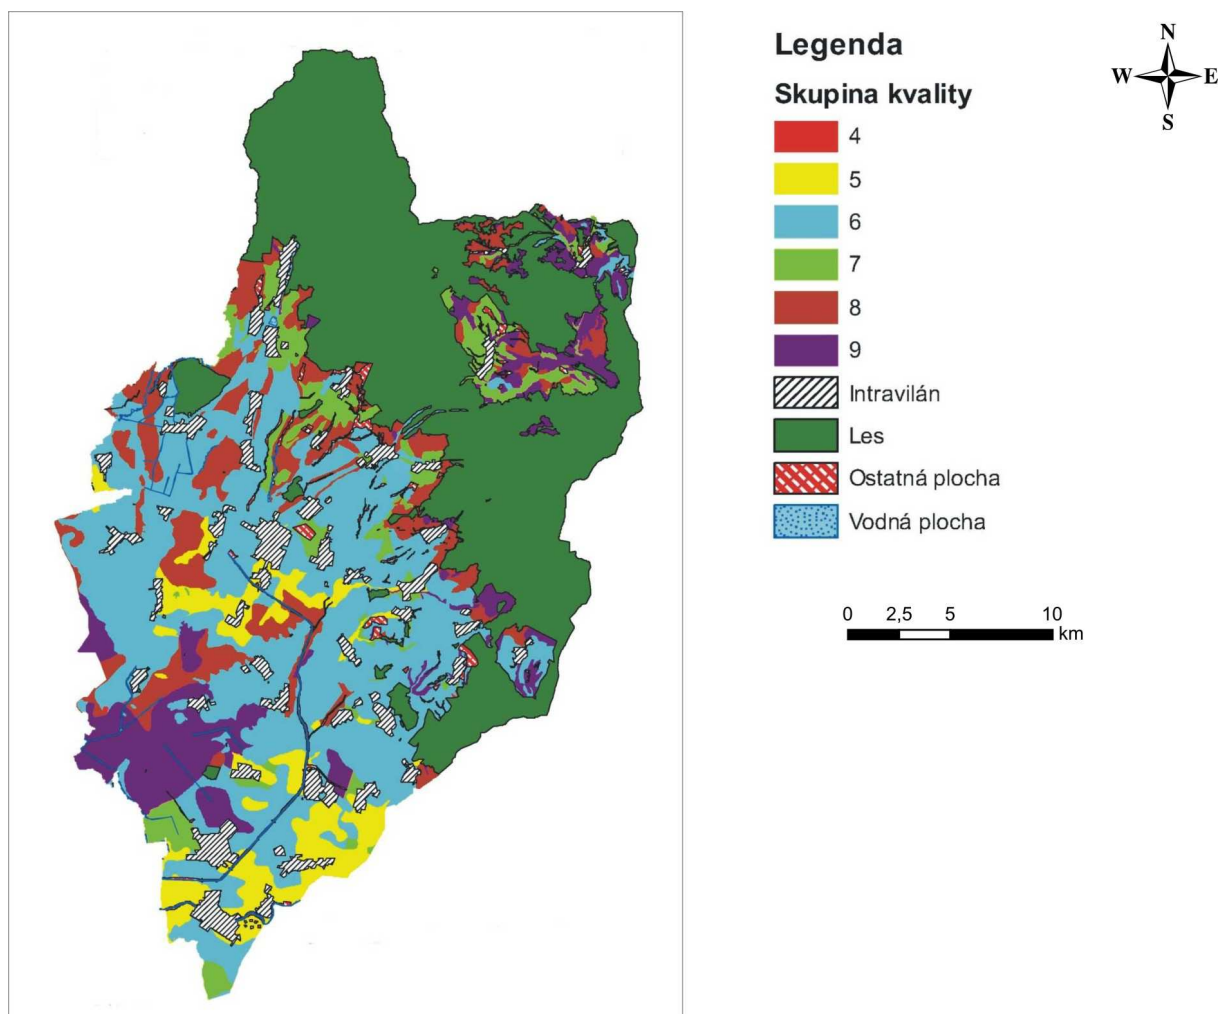 Legenda
Skupina kvality
4
5
6
7
8
9
Intravilán
Les
Ostatná plocha
Vodná plocha
N
W E
S
0 2,5 5 10
km